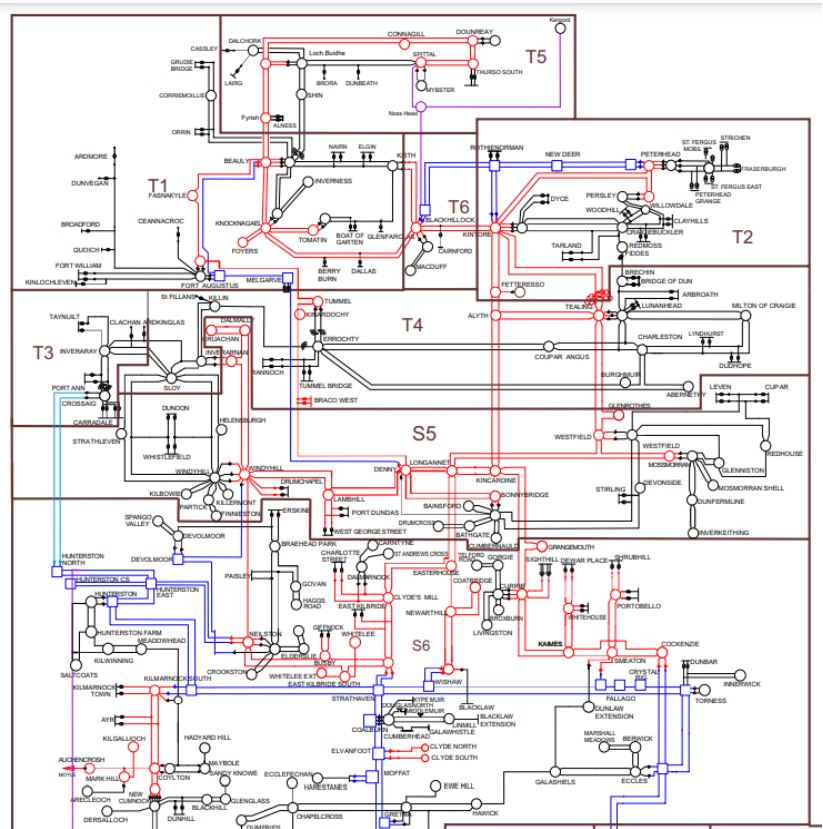 Kergord
DALCHORK
CONNAGILL
DOUNREAY
CASSLEY
Loch Buidhe
SPITTAL
T5
GRUDIE
BRIDGE
LAIRG
BRORA
DUNBEATH
THURSO SOUTH
MYBSTER
CORRIEMOILLIE
SHIN
Noss Head
Fyrish
ALNESS
ORRIN
STRICHEN
ST. FERGUS
MOBIL
ROTHIENORMAN
NEW DEER
PETERHEAD
NAIRN
ELGIN
KEITH
ARDMORE
BEAULY
FRASERBURGH
T1
FASNAKYLE
INVERNESS
ST. FERGUS EAST
PETERHEAD
GRANGE
DUNVEGAN
T6
DYCE
PERSLEY
WILLOWDALE
WOODHILL
CEANNACROC
KNOCKNAGAEL
BLACKHILLOCK
CLAYHILLS
BROADFORD
TOMATIN
BOAT OF
GARTEN
GLENFARCLAS
KINTORE
CRAIGIEBUCKLER
T2
FOYERS
CAIRNFORD
TARLAND
REDMOSS
QUOICH
FIDDES
FORT WILLIAM
BERRY
BURN
DALLAS
MACDUFF
KINLOCHLEVEN
FORT AUGUSTUS
MELGARVE
BRECHIN
BRIDGE OF DUN
FETTERESSO
ARBROATH
St FILLANS
KILLIN
TUMMEL
TEALING
LUNANHEAD
MILTON OF CRAIGIE
TAYNUILT
CLACHAN
ARDKINGLAS
DALMALLY
KINARDOCHY
ALYTH
T4
CRUACHAN
CHARLESTON
LYNDHURST
T3
INVERARAY
INVERARNAN
ERROCHTY
COUPAR ANGUS
RANNOCH
DUDHOPE
SLOY
TUMMEL BRIDGE
BURGHMUIR
PORT ANN
ABERNETHY
LEVEN
CUPAR
CROSSAIG
BRACO WEST
GLENROTHES
CARRADALE
DUNOON
HELENSBURGH
S5
STRATHLEVEN
WESTFIELD
WESTFIELD
REDHOUSE
WHISTLEFIELD
LONGANNET
MOSSMORRAN
WINDYHILL
WINDYHILL
DENNY
GLENNISTON
DRUMCHAPEL
KINCARDINE
MOSMORRAN SHELL
KILBOWIE
KILLERMONT
LAMBHILL
BONNYBRIDGE
STIRLING
DEVONSIDE
DUNFERMLINE
PARTICK
FINNIESTON
PORT DUNDAS
BAINSFORD
SPANGO
VALLEY
ERSKINE
DRUMCROSS
BATHGATE
INVERKEITHING
WEST GEORGE STREET
CUMBERNAULD
DEVOLMOOR
BRAEHEAD PARK
CHARLOTTE
STREET
CARNTYNE
ST ANDREWS CROSS
TELFORD
ROAD
GORGIE
GRANGEMOUTH
SIGHTHILL
DEWAR PLACE
SHRUBHILL
HUNTERSTON
NORTH
DEVOLMOOR
EASTERHOUSE
COATBRIDGE
HUNTERSTON CS
PAISLEY
DALMARNOCK
CURRIE
HUNTERSTON
EAST
GOVAN
HUNTERSTON
HAGGS
ROAD
EAST KILBRIDE
CLYDE'S MILL
NEWARTHILL
BROXBURN
PORTOBELLO
GIFFNOCK
WHITEHOUSE
LIVINGSTON
HUNTERSTON FARM
NEILSTON
WHITELEE
MEADOWHEAD
S6
KAIMES
COCKENZIE
KILWINNING
ELDERSLIE
BUSBY
SMEATON
DUNBAR
SALTCOATS
CROOKSTON
WHITELEE EXT
CRYSTAL
RIG
INNERWICK
KILMARNOCK SOUTH
EAST KILBRIDE SOUTH
WISHAW
KILMARNOCK
TOWN
STRATHAVEN
FALLAGO
TORNESS
KYPE MUIR
DOUGLASNORTH
MIDDLEMUIR
BLACKLAW
DUNLAW
EXTENSION
AYR
BLACKLAW
EXTENSION
COALBURN
LINMILL
KILGALLIOCH
HADYARD HILL
CUMBERHEAD
GALAWHISTLE
MARSHALL
MEADOWS
BERWICK
ELVANFOOT
CLYDE NORTH
AUCHENCROSH
MAYBOLE
CLYDE SOUTH
MOYLE
MARK HILL
COYLTON
SANDY KNOWE
ECCLEFECHAN
MOFFAT
EWE HILL
GALASHIELS
ECCLES
ARECLEOCH
NEW
CUMNOCK
HARESTANES
GLENGLASS
BLACKHILL
HAWICK
DERSALLOCH
DUNHILL
CHAPELCROSS
GRETNA
DUMFRIES